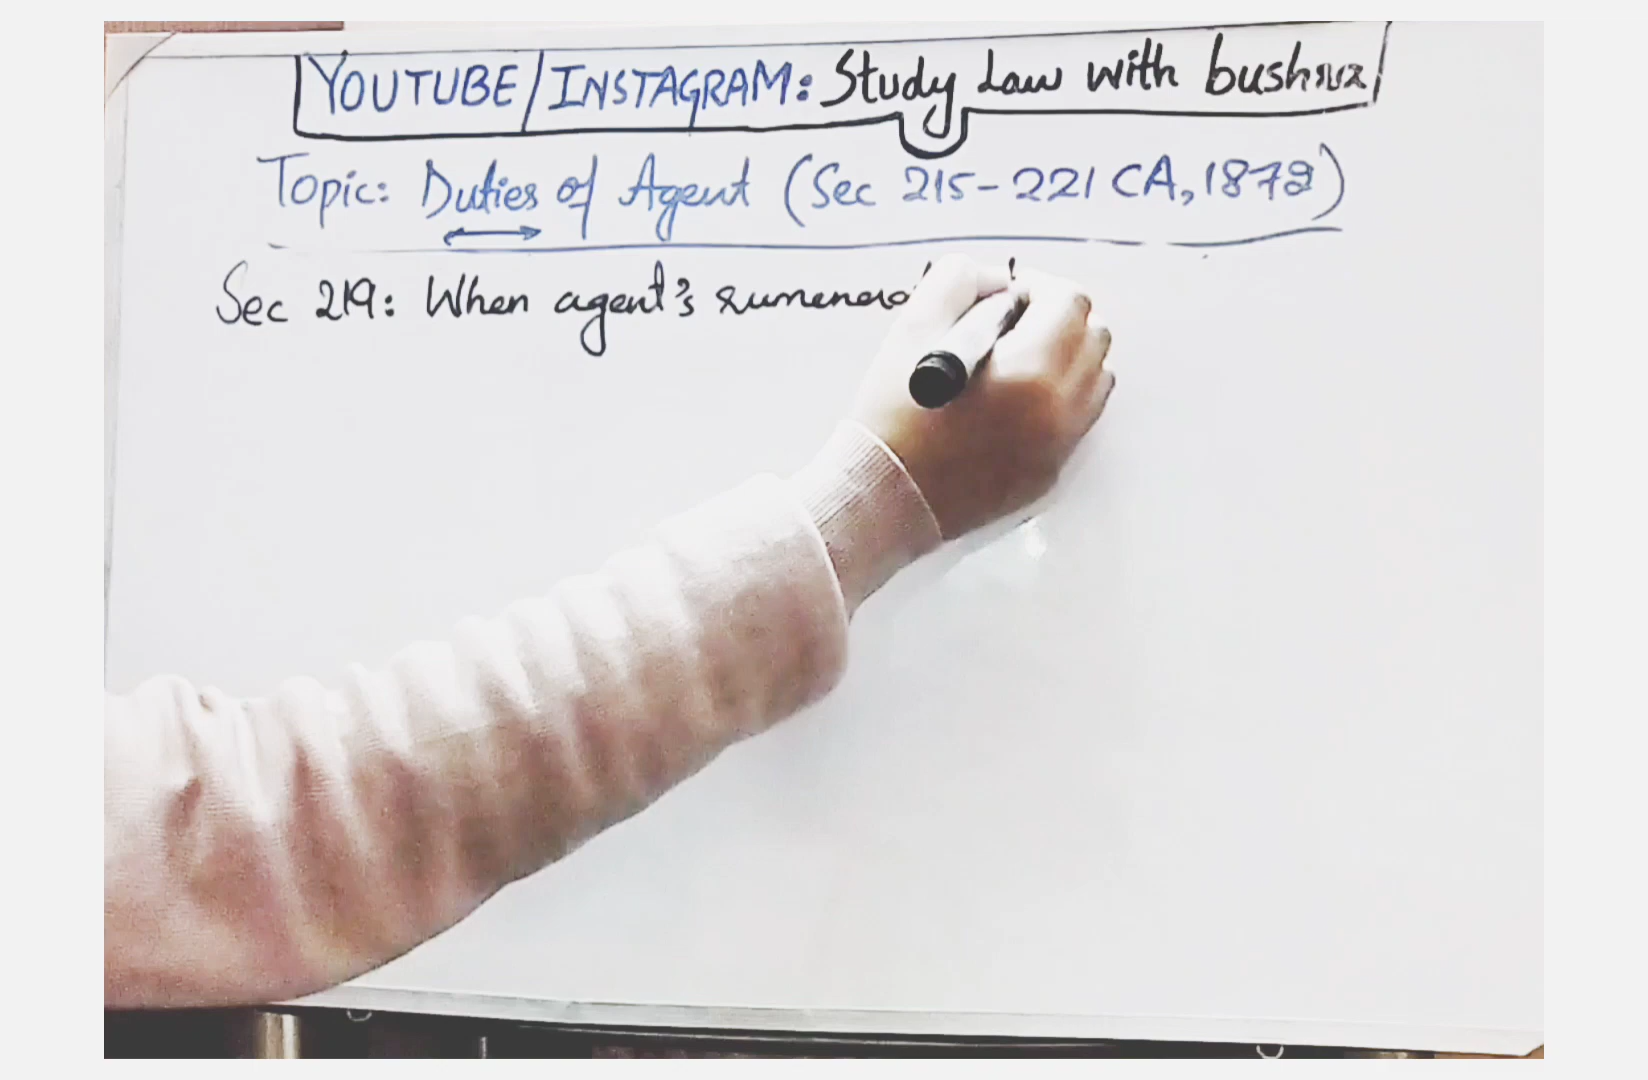 YOUTUBE/INSTAGRAM: Study Law with bushra
Topic: Duties of Agent (Sec 215-221 CA, 1872)
Sec 219: When agent's